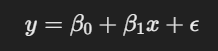 y = β₀ + β₁x + ϵ